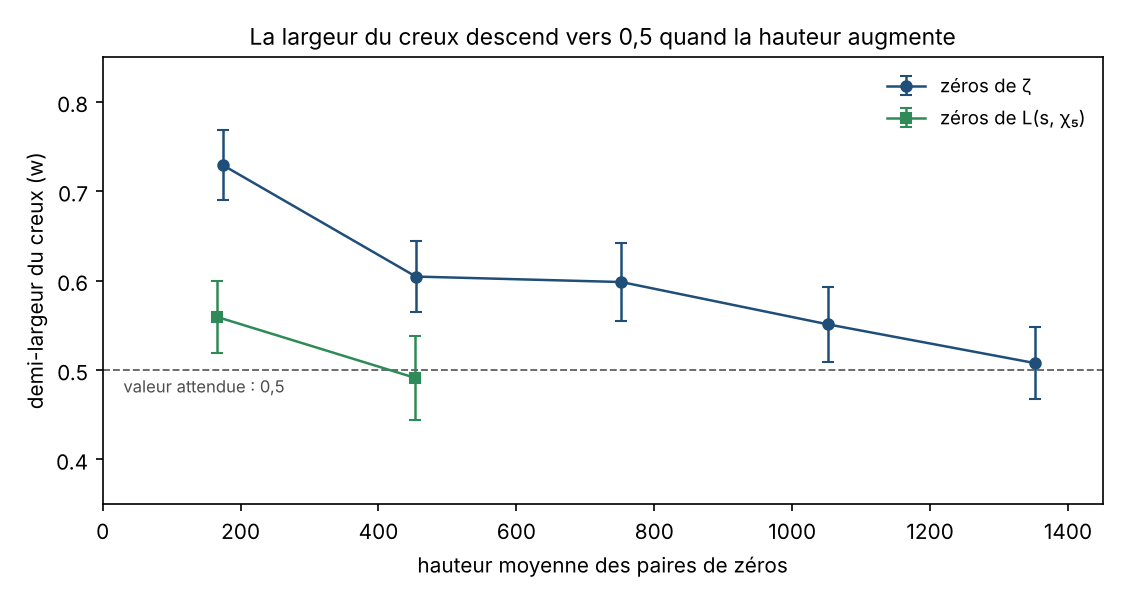 La largeur du creux descend vers 0,5 quand la hauteur augmente
zéros de ζ
zéros de L(s, χ₅)
demi-largeur du creux (w)
0.8
0.7
0.6
0.5
0.4
valeur attendue : 0,5
0 200 400 600 800 1000 1200 1400
hauteur moyenne des paires de zéros